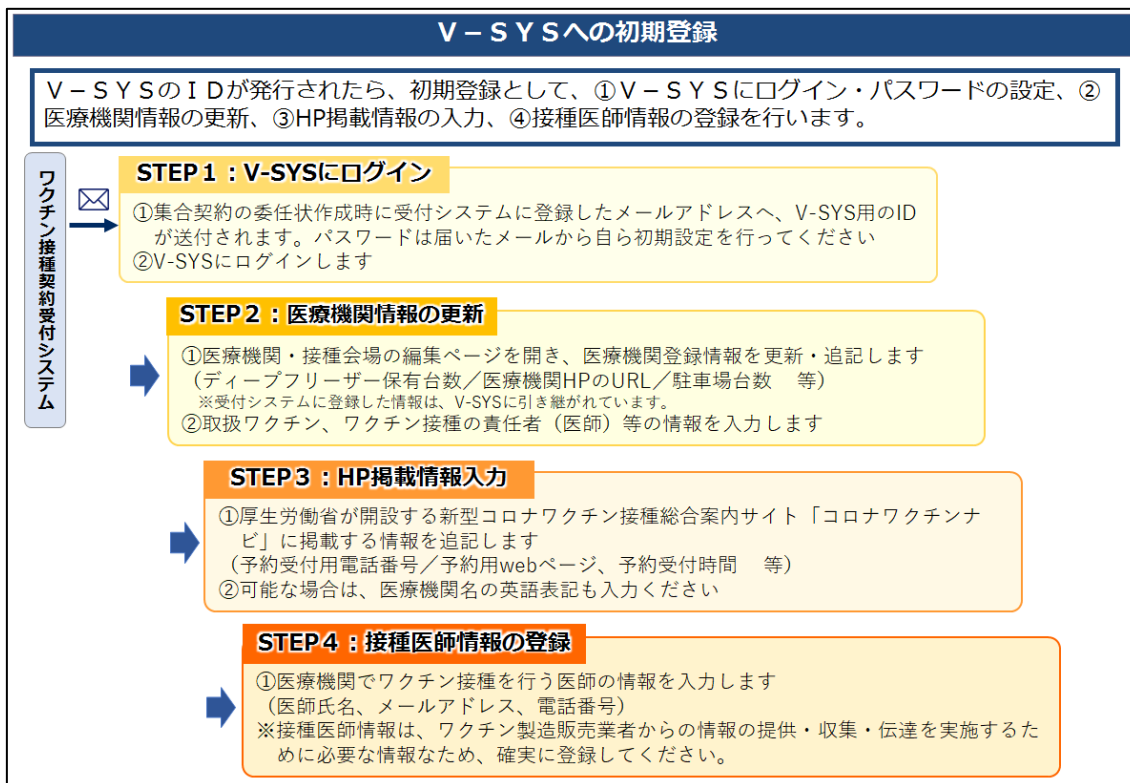 V－SYSへの初期登録
V－SYSのIDが発行されたら、初期登録として、①V－SYSにログイン・パスワードの設定、②
医療機関情報の更新、③HP掲載情報の入力、④接種医師情報の登録を行います。
ワクチン接種契約受付システム
STEP１：V-SYSにログイン
①集合契約の委任状作成時に受付システムに登録したメールアドレスへ、V-SYS用のID
が送付されます。パスワードは届いたメールから自ら初期設定を行ってください
②V-SYSにログインします
STEP２：医療機関情報の更新
①医療機関・接種会場の編集ページを開き、医療機関登録情報を更新・追記します
（ディープフリーザー保有台数／医療機関HPのURL／駐車場台数　等）
※受付システムに登録した情報は、V-SYSに引き継がれています。
②取扱ワクチン、ワクチン接種の責任者（医師）等の情報を入力します
STEP３：HP掲載情報入力
①厚生労働省が開設する新型コロナワクチン接種総合案内サイト「コロナワクチンナ
ビ」に掲載する情報を追記します
（予約受付用電話番号／予約用webページ、予約受付時間　等）
②可能な場合は、医療機関名の英語表記も入力ください
STEP４：接種医師情報の登録
①医療機関でワクチン接種を行う医師の情報を入力します
（医師氏名、メールアドレス、電話番号）
※接種医師情報は、ワクチン製造販売業者からの情報の提供・収集・伝達を実施するた
めに必要な情報なため、確実に登録してください。